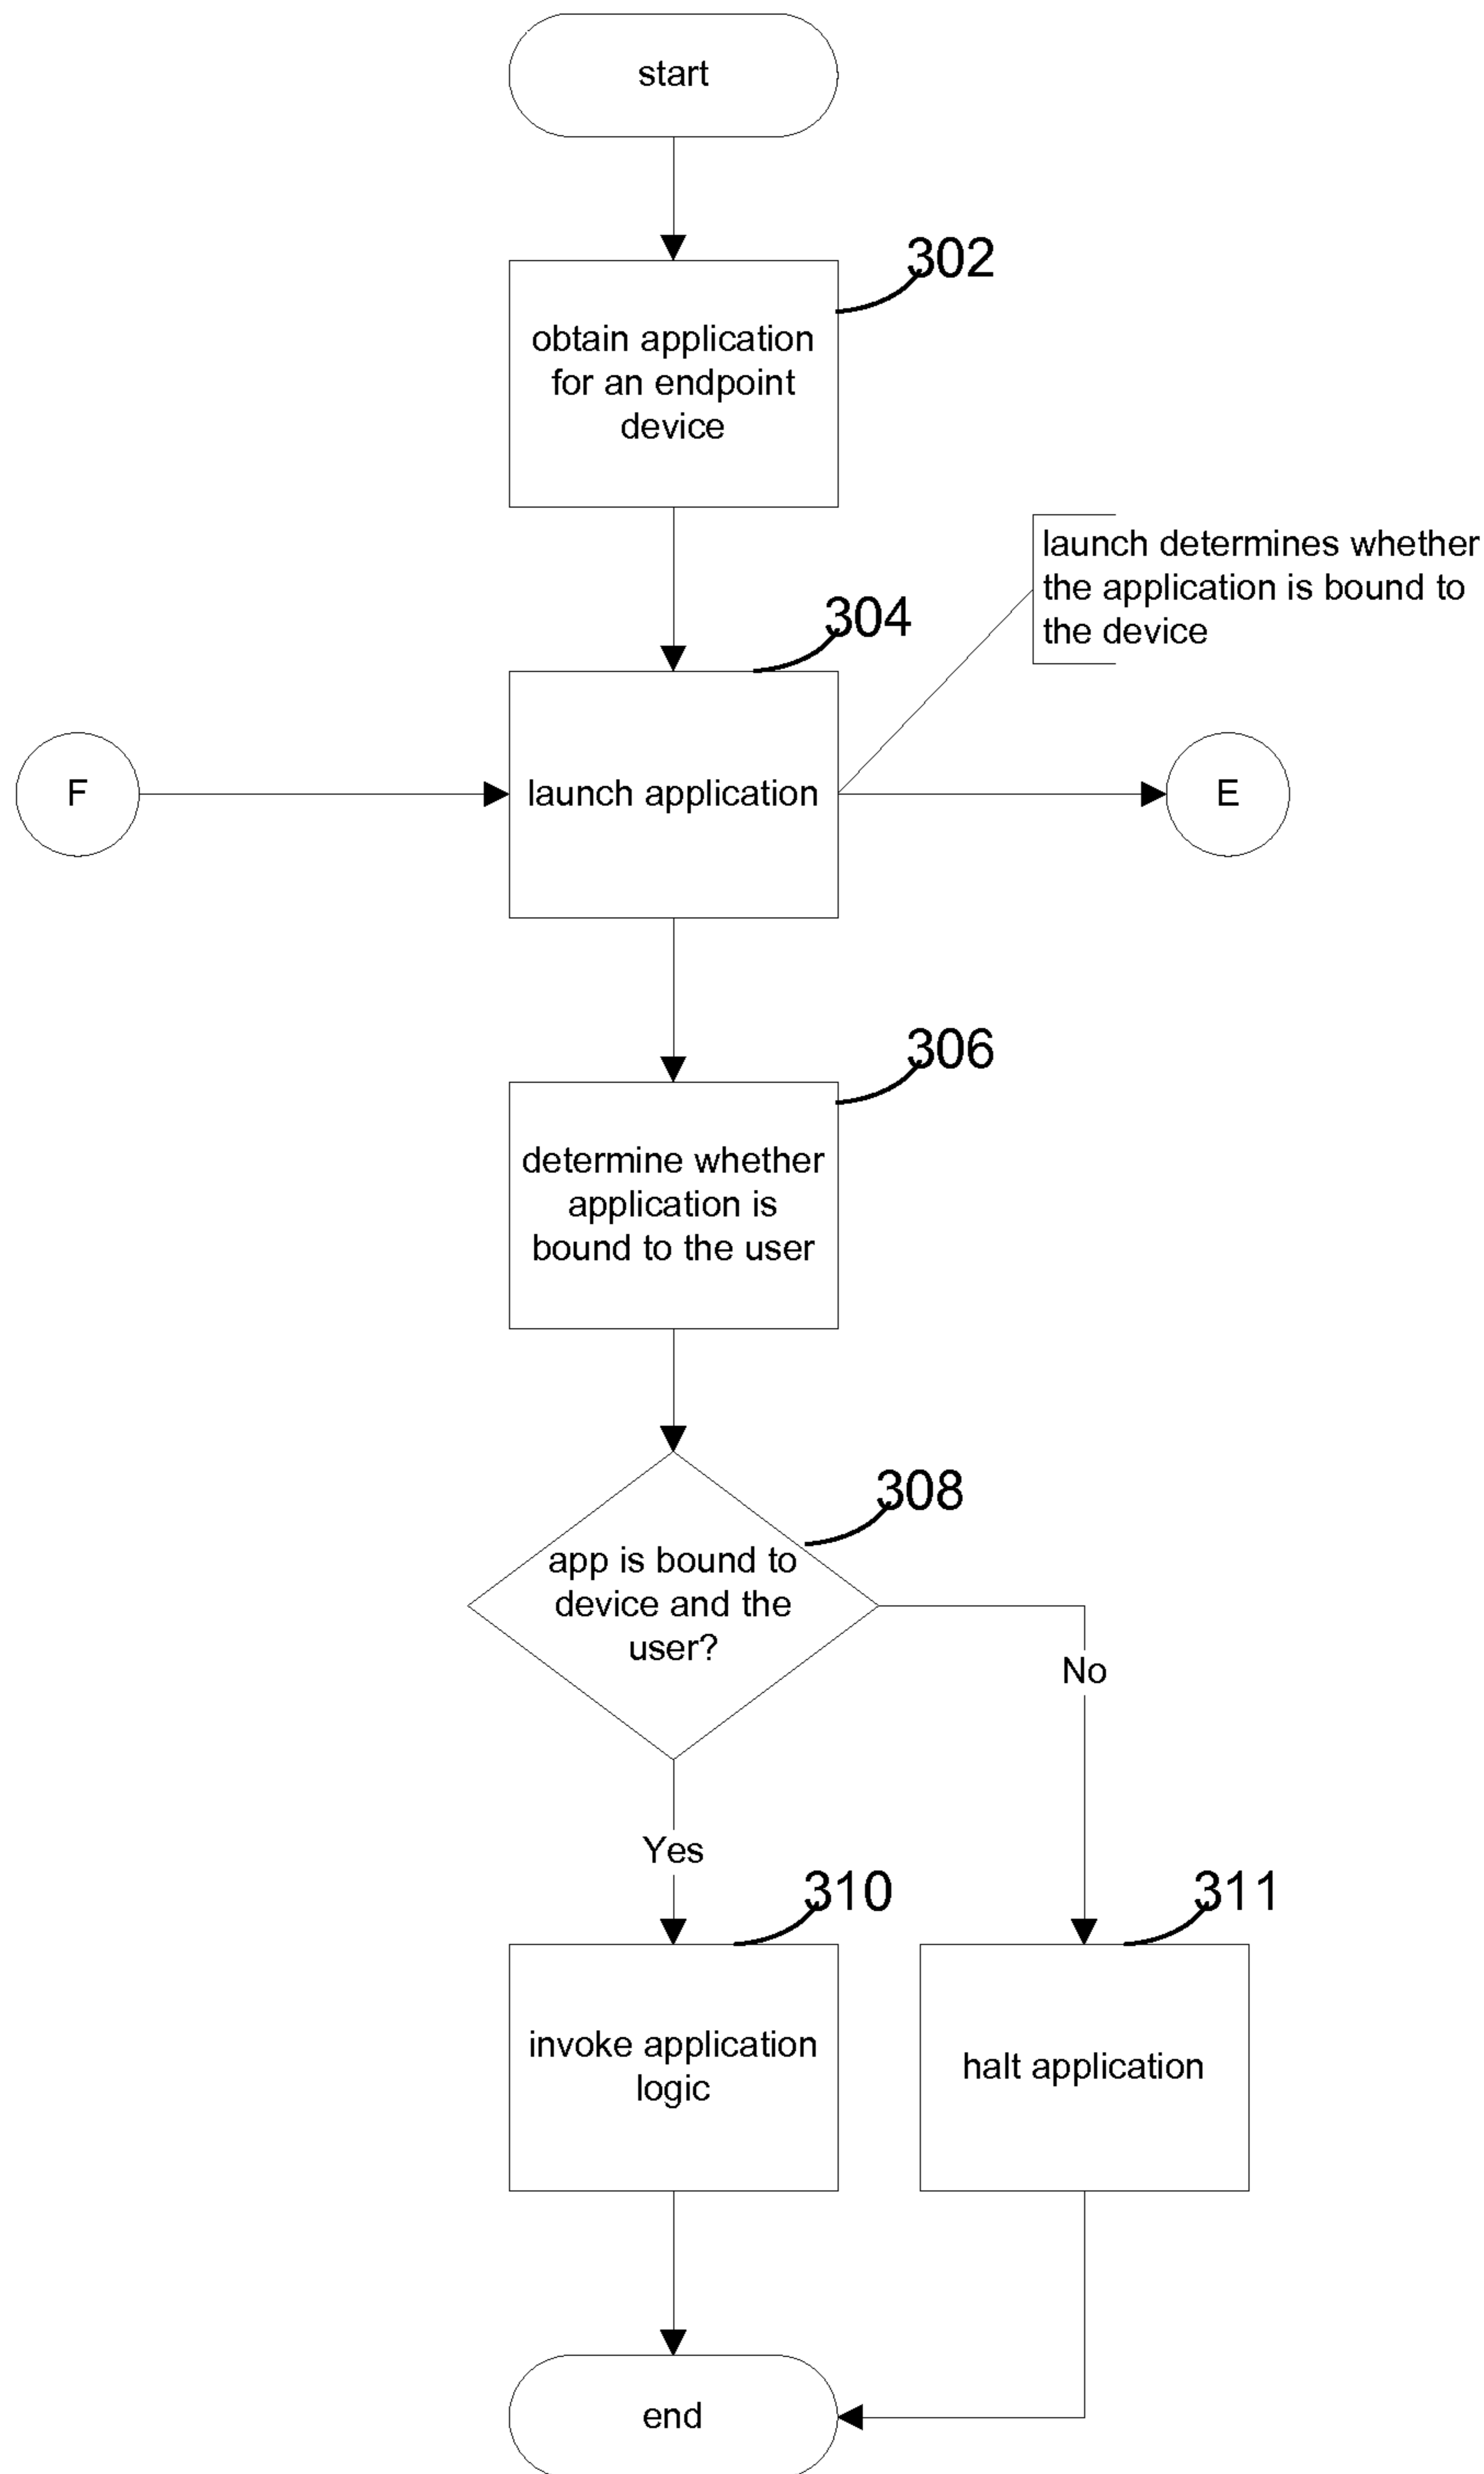 start
302
obtain application
for an endpoint
device
launch determines whether
the application is bound to
the device
304
F
launch application
E
306
determine whether
application is
bound to the user
308
app is bound to
device and the
user?
No
Yes
310
311
invoke application
logic
halt application
end